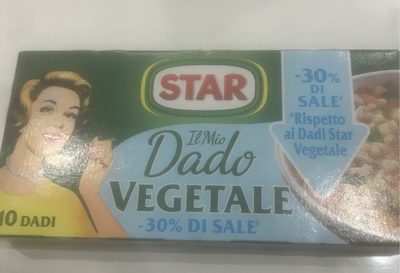 STAR
Il Mio
Dado
VEGETALE
-30% DI SALE*
10 DADI
-30%
DI
SALE*
*Rispetto
ai Dadi Star
Vegetale